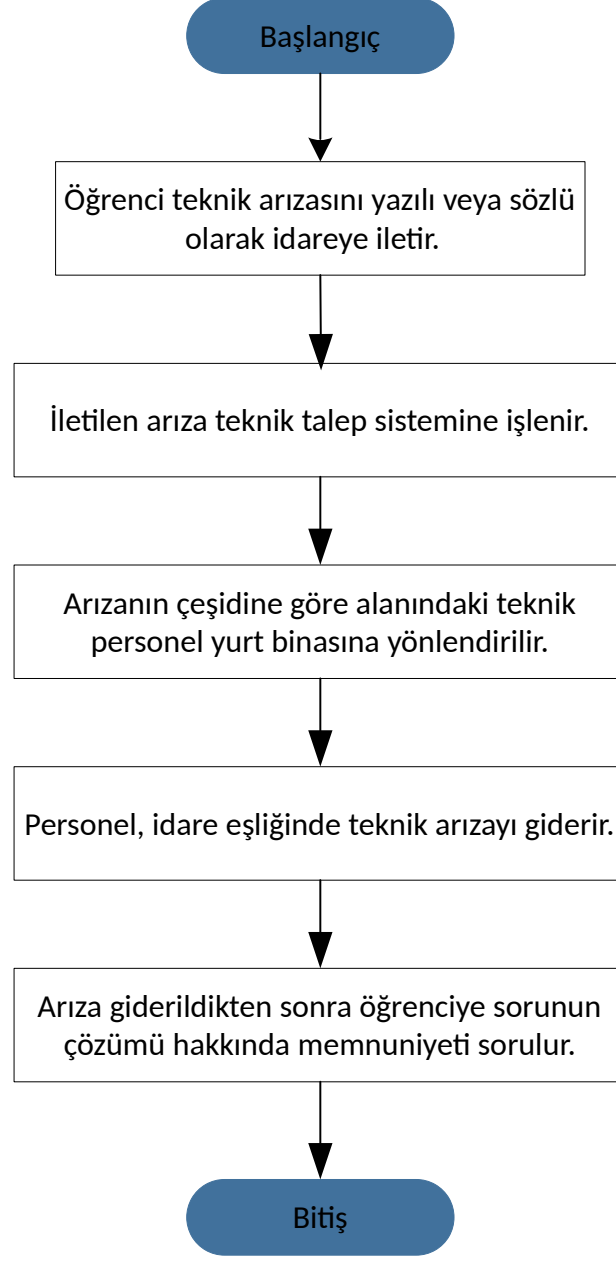 Başlangıç
Öğrenci teknik arızasını yazılı veya sözlü
olarak idareye iletir.
İletilen arıza teknik talep sistemine işlenir.
Arızanın çeşidine göre alanındaki teknik
personel yurt binasına yönlendirilir.
Personel, idare eşliğinde teknik arızayı giderir.
Arıza giderildikten sonra öğrenciye sorunun
çözümü hakkında memnuniyeti sorulur.
Bitiş